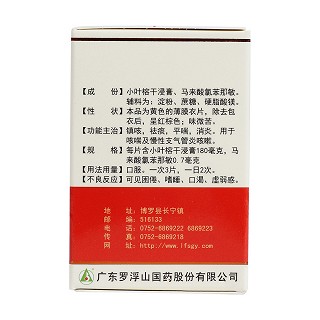 【成 份】小叶榕干浸膏、马来酸氯苯那敏。
辅料为：淀粉、蔗糖、硬脂酸镁。
【性 状】本品为黄色的薄膜衣片，除去包
衣后，呈红棕色；味微苦。
【功能主治】镇咳，祛痰，平喘，消炎。用于
咳喘及慢性支气管炎咳嗽。
【规 格】每片含小叶榕干浸膏180毫克，马
来酸氯苯那敏0.7毫克
【用法用量】口服。一次3片，一日2次。
【不良反应】可见困倦、嗜睡、口渴、虚弱感。
地 址：博罗县长宁镇
邮 编：516133
电 话：0752-6869222 6869223
传 真：0752-6869218
网 址：http://www.lfsgy.com
广东罗浮山国药股份有限公司